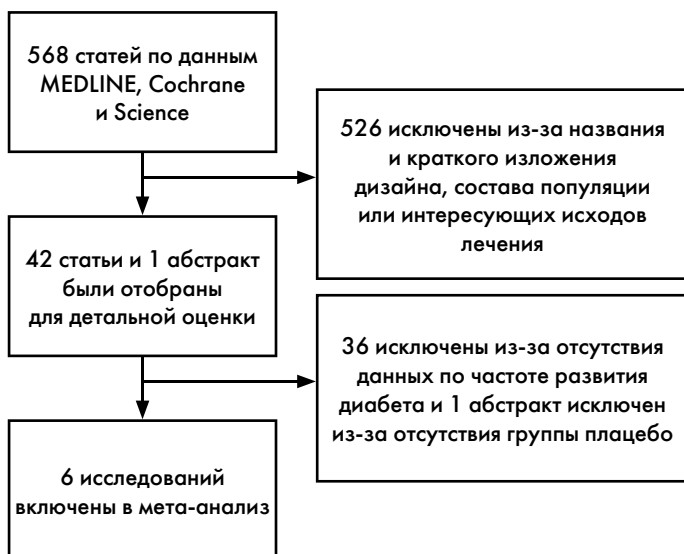 568 статей по данным
MEDLINE, Cochrane
и Science
526 исключены из-за названия
и краткого изложения
дизайна, состава популяции
или интересующих исходов
лечения
42 статьи и 1 абстракт
были отобраны
для детальной оценки
36 исключены из-за отсутствия
данных по частоте развития
диабета и 1 абстракт исключен
из-за отсутствия группы плацебо
6 исследований
включены в мета-анализ